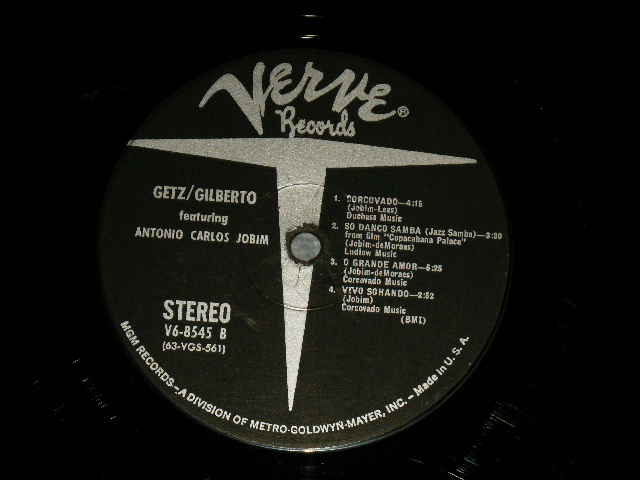 Verve®
Records
GETZ/GILBERTO
featuring
ANTONIO CARLOS JOBIM
STEREO
V6-8545 B
(63-VGS-561)
1. CORCOVADO—4:15
(Jobim-Lees)
Duchess Music
2. SO DANCO SAMBA (Jazz Samba)—3:30
from film "Copacabana Palace"
(Jobim-deMoraes)
Ludlow Music
3. O GRANDE AMOR—5:25
(Jobim-deMoraes)
Corcovado Music
4. VIVO SOHANDO—2:52
(Jobim)
Corcovado Music
(BMI)
MGM RECORDS—A DIVISION OF METRO-GOLDWYN-MAYER, INC. — Made in U.S.A.